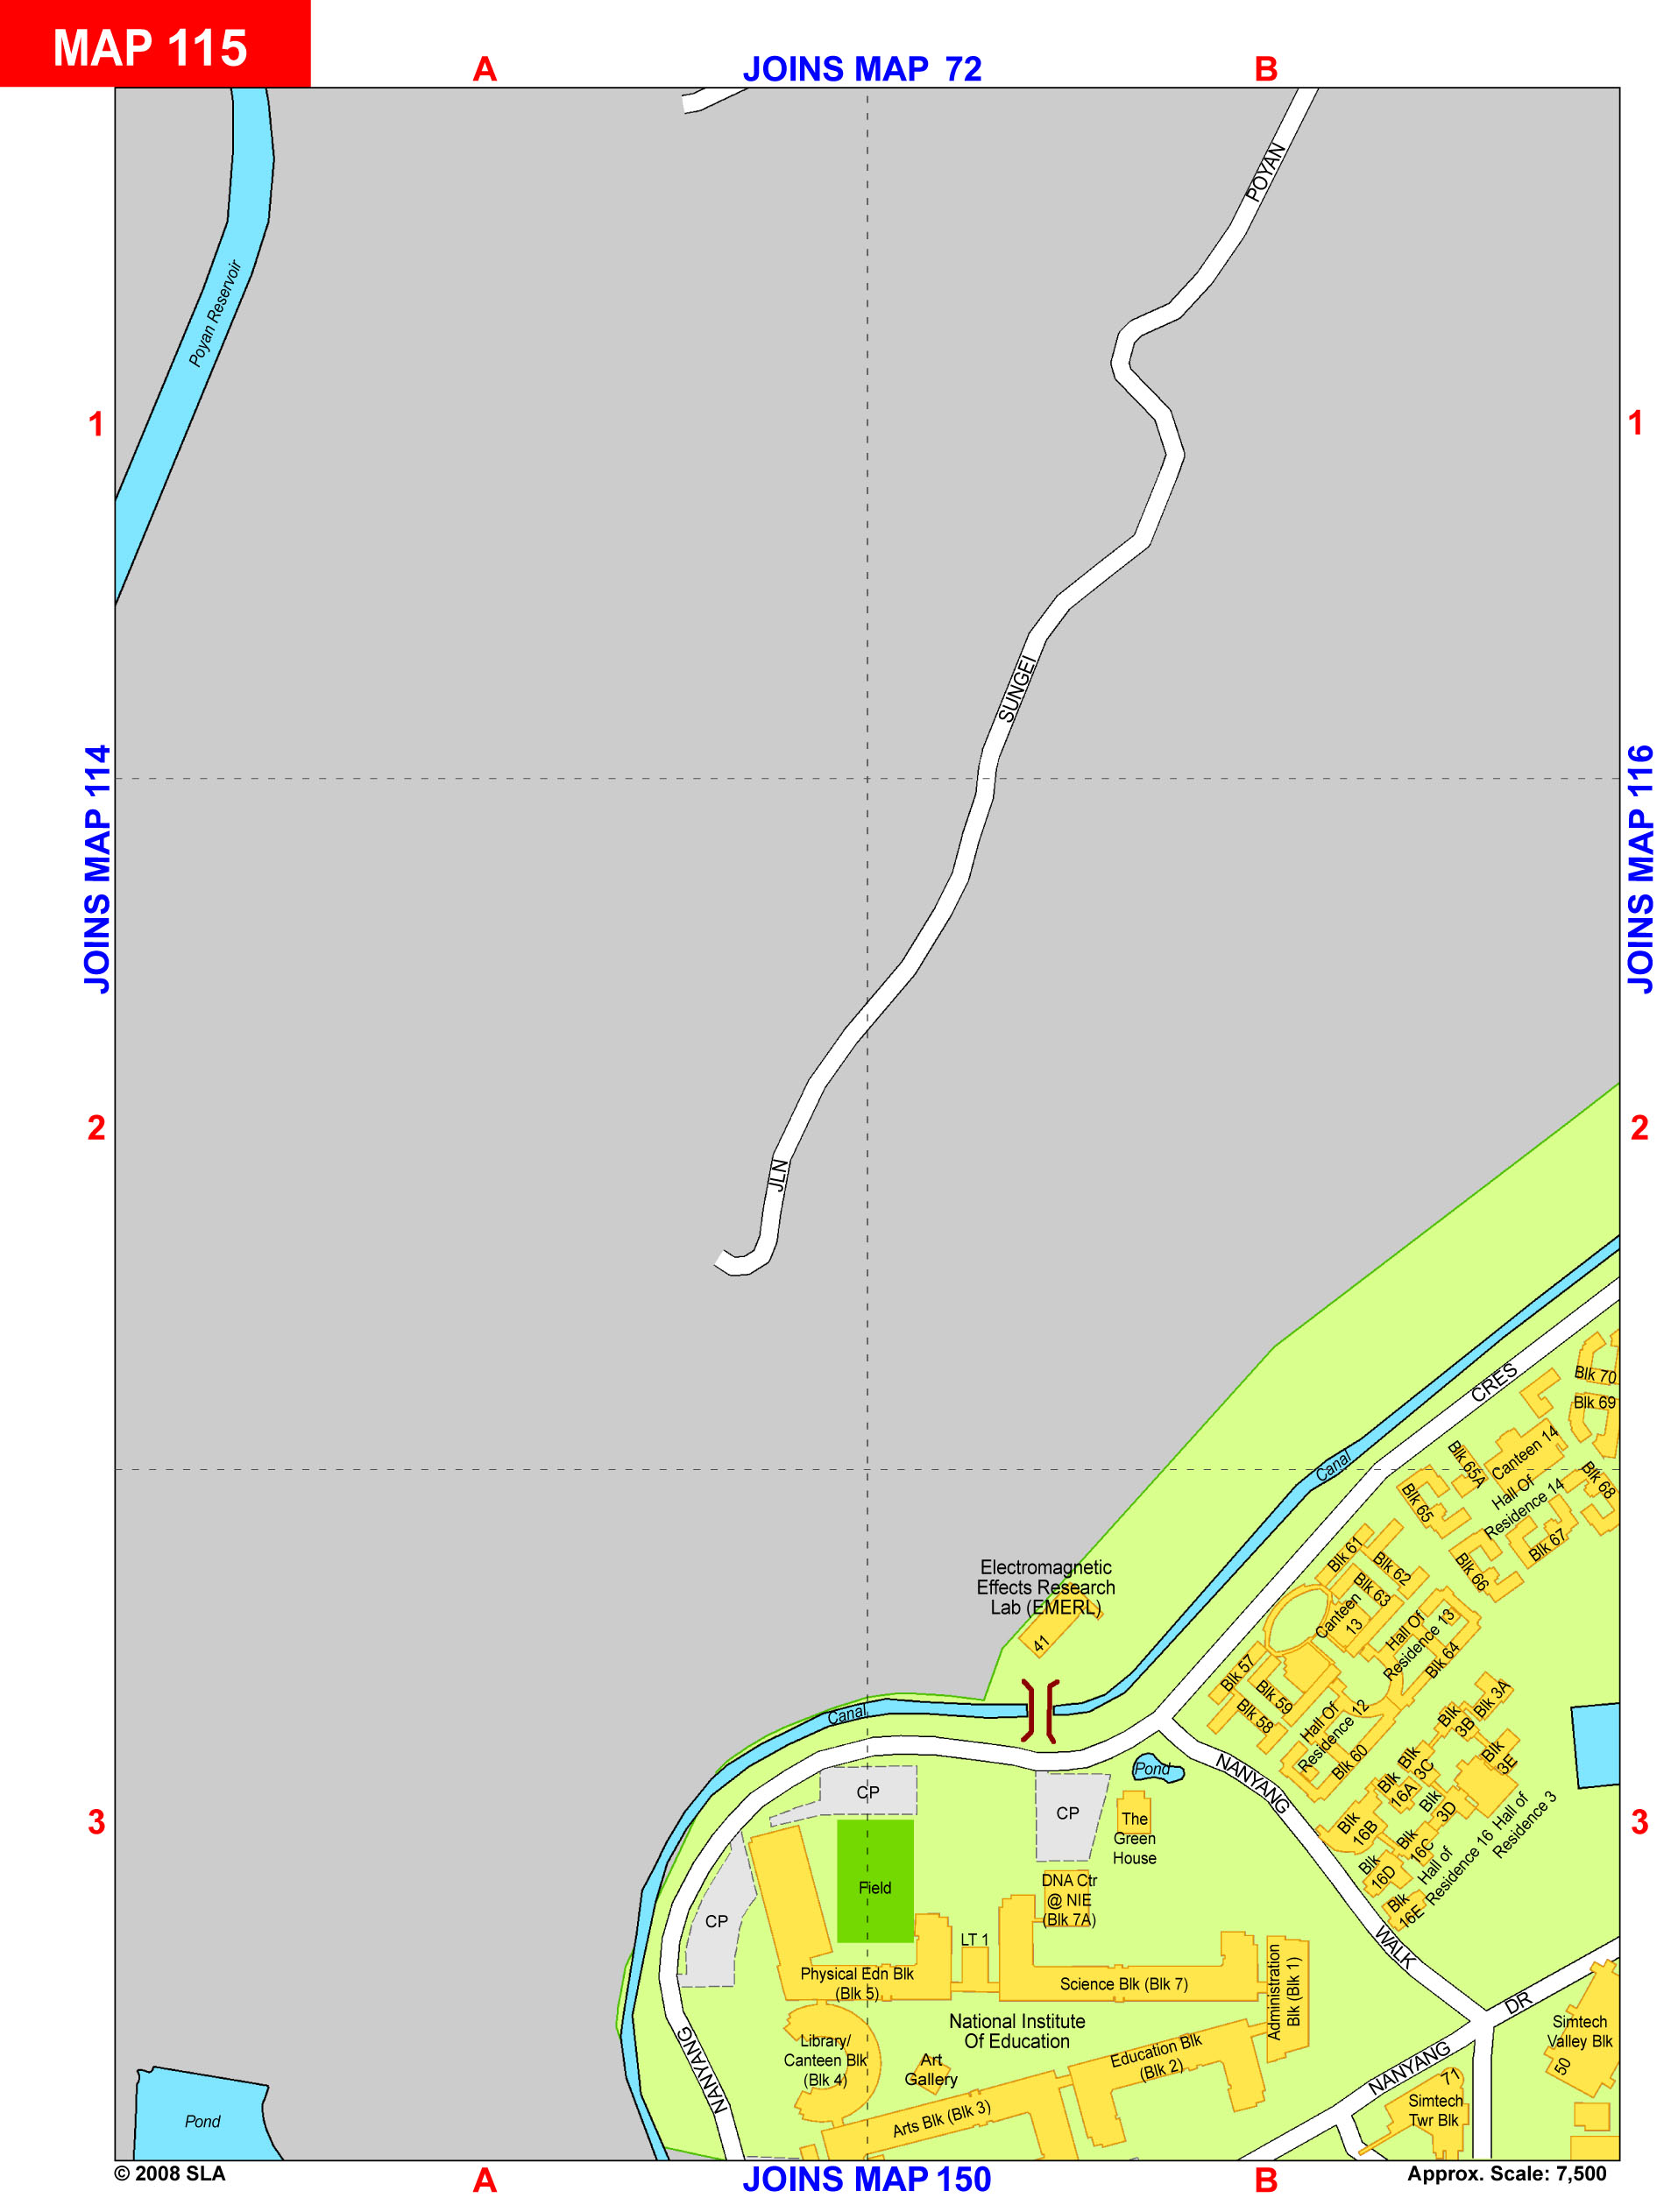 MAP 115
A
JOINS MAP 72
B
POYAN
Poyan Reservoir
1
1
SUNGEI
JOINS MAP 114
JOINS MAP 116
2
2
JLN
CRES
Blk 70
Blk 69
Canteen 14
Blk 65A
Canal
Hall Of
Residence 14
Blk 68
Blk 65
Blk 67
Blk 66
Blk 61
Blk 62
Blk 63
Canteen
13
Hall Of
Residence 13
Blk 64
Electromagnetic
Effects Research
Lab (EMERL)
41
Blk 57
Blk 59
Blk 58
Hall Of
Residence 12
Blk 60
Blk 3A
Blk
3B
Blk
3C
Blk
3E
Blk
16A
Blk
3D
Blk
16B
Blk
16C
Blk
16D
Blk
16E
Hall of
Residence 16
Hall of
Residence 3
Canal
Pond
NANYANG
CP
CP
The
Green
House
3
3
Field
DNA Ctr
@ NIE
(Blk 7A)
CP
LT 1
WALK
Physical Edn Blk
(Blk 5)
Science Blk (Blk 7)
Administration
Blk (Blk 1)
DR
National Institute
Of Education
Simtech
Valley Blk
50
Library/
Canteen Blk
(Blk 4)
Art
Gallery
Education Blk
(Blk 2)
NANYANG
NANYANG
71
Simtech
Twr Blk
Arts Blk (Blk 3)
Pond
© 2008 SLA
A
JOINS MAP 150
B
Approx. Scale: 7,500